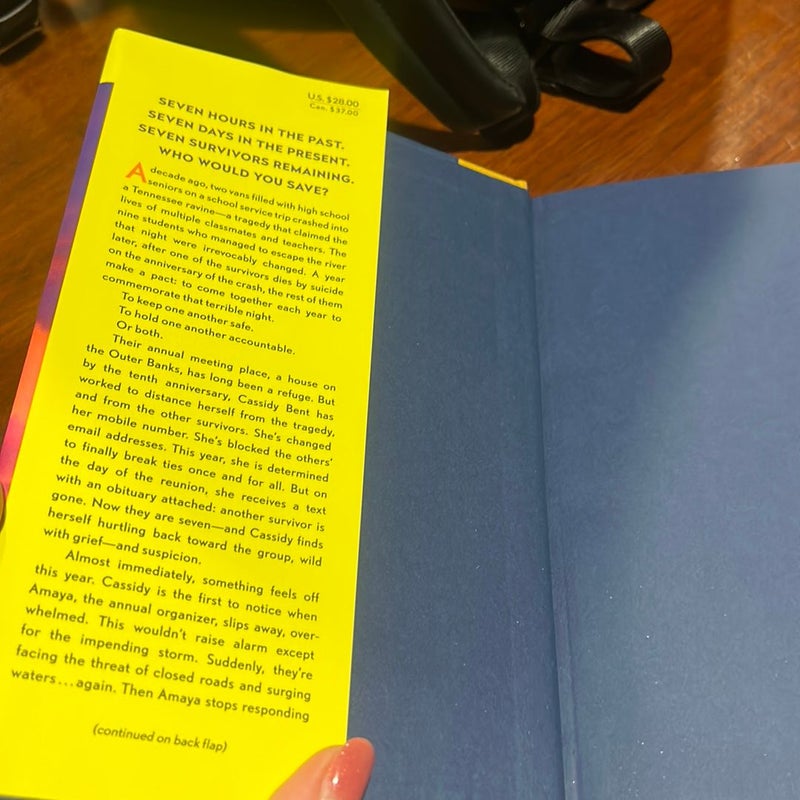 U.S. $28.00
Can. $37.00
SEVEN HOURS IN THE PAST.
SEVEN DAYS IN THE PRESENT.
SEVEN SURVIVORS REMAINING.
WHO WOULD YOU SAVE?
A decade ago, two vans filled with high school
seniors on a school service trip crashed into
a Tennessee ravine—a tragedy that claimed the
lives of multiple classmates and teachers. The
nine students who managed to escape the river
that night were irrevocably changed. A year
later, after one of the survivors dies by suicide
on the anniversary of the crash, the rest of them
make a pact: to come together each year to
commemorate that terrible night.
To keep one another safe.
To hold one another accountable.
Or both.
Their annual meeting place, a house on
the Outer Banks, has long been a refuge. But
by the tenth anniversary, Cassidy Bent has
worked to distance herself from the tragedy,
and from the other survivors. She's changed
her mobile number. She's blocked the others'
email addresses. This year, she is determined
to finally break ties once and for all. But on
the day of the reunion, she receives a text
with an obituary attached: another survivor is
gone. Now they are seven—and Cassidy finds
herself hurtling back toward the group, wild
with grief—and suspicion.
Almost immediately, something feels off
this year. Cassidy is the first to notice when
Amaya, the annual organizer, slips away, over-
whelmed. This wouldn't raise alarm except
for the impending storm. Suddenly, they're
facing the threat of closed roads and surging
waters...again. Then Amaya stops responding
(continued on back flap)